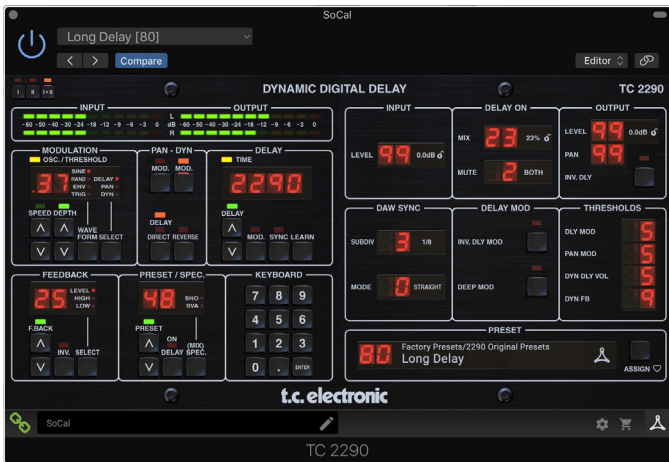 SoCal
Long Delay [80]
Compare
Editor
I II I+II
DYNAMIC DIGITAL DELAY
TC 2290
INPUT OUTPUT
-60 -50 -40 -30 -24 -18 -12 -9 -6 -3 0 L dB R -60 -50 -40 -30 -24 -18 -12 -9 -6 -3 0
MODULATION
OSC. / THRESHOLD
.37
SINE
RAND
ENV
TRIG
DELAY
PAN
DYN
SPEED DEPTH
WAVE FORM SELECT
PAN - DYN
MOD. MOD.
DELAY
DIRECT REVERSE
DELAY
TIME
2290
DELAY
MOD. SYNC LEARN
FEEDBACK
25
LEVEL
HIGH
LOW
F.BACK
INV. SELECT
PRESET / SPEC.
48
SNO
SVA
PRESET
ON (MIX)
DELAY SPEC.
KEYBOARD
7 8 9
4 5 6
1 2 3
0 . ENTER
INPUT
LEVEL 99 0.0dB
DELAY ON
MIX 23 23%
MUTE 2 BOTH
OUTPUT
LEVEL 99 0.0dB
PAN 99
INV. DLY
DAW SYNC
SUBDIV 3 1/8
MODE 0 STRAIGHT
DELAY MOD
INV. DLY MOD
DEEP MOD
THRESHOLDS
DLY MOD 5
PAN MOD 5
DYN DLY VOL 5
DYN FB 9
PRESET
80
Factory Presets/2290 Original Presets
Long Delay
ASSIGN
t.c. electronic
SoCal
TC 2290